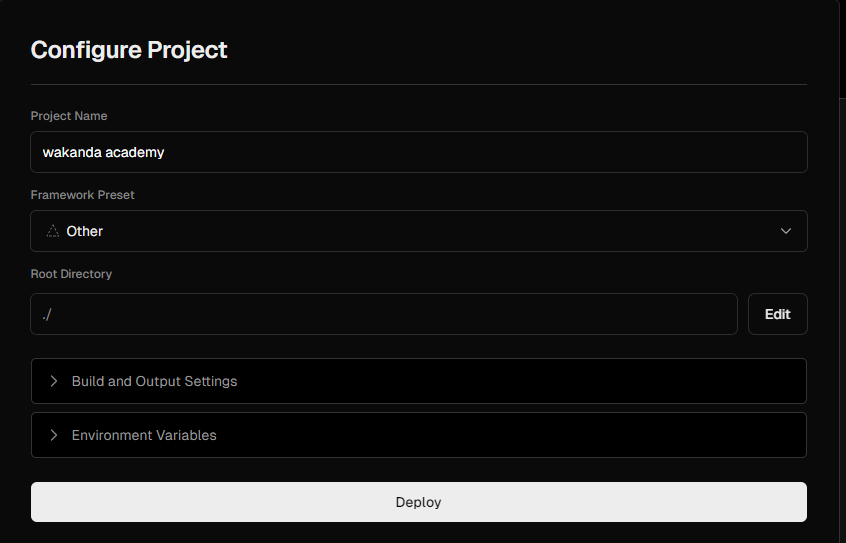 Configure Project
Project Name
wakanda academy
Framework Preset
Other
Root Directory
./
Edit
Build and Output Settings
Environment Variables
Deploy